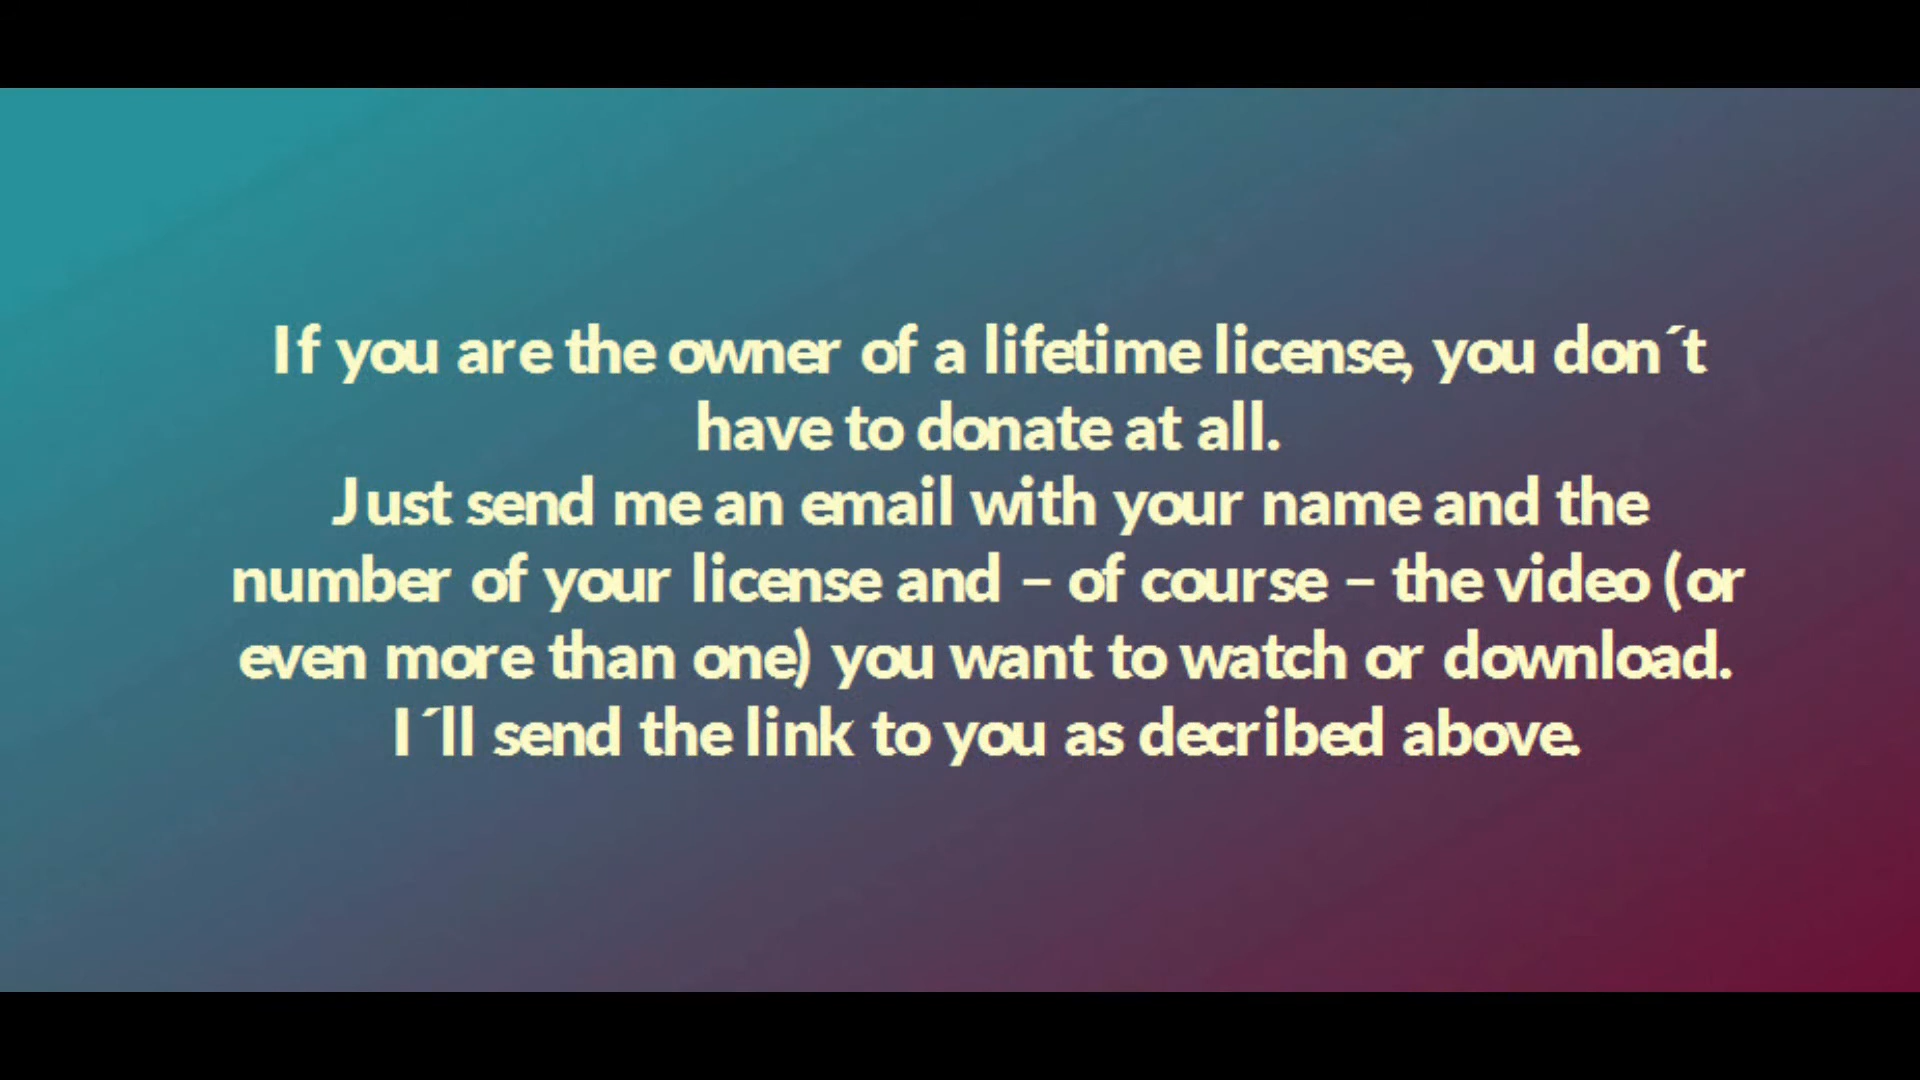 If you are the owner of a lifetime license, you don´t
have to donate at all.
Just send me an email with your name and the
number of your license and – of course – the video (or
even more than one) you want to watch or download.
I´ll send the link to you as decribed above.